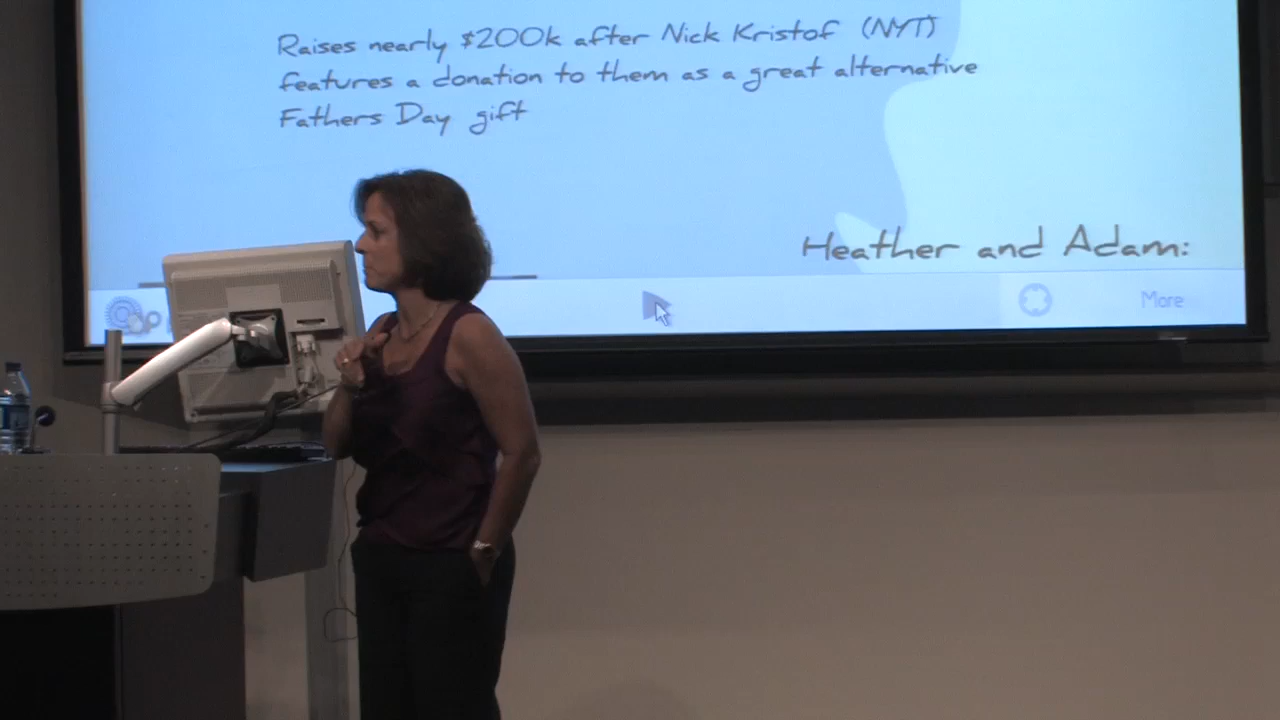 Raises nearly $200k after Nick Kristof (NYT)
features a donation to them as a great alternative
Fathers Day gift
Heather and Adam:
More